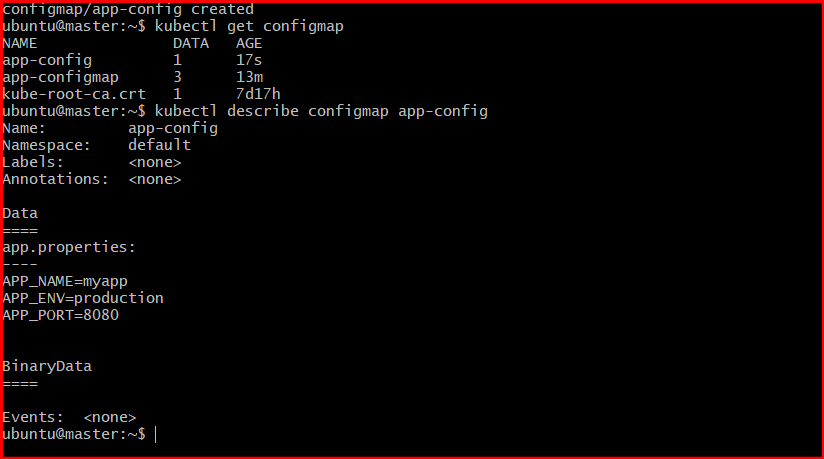 configmap/app-config created
ubuntu@master:~$ kubectl get configmap
NAME               DATA   AGE
app-config         1      17s
app-configmap      3      13m
kube-root-ca.crt   1      7d17h
ubuntu@master:~$ kubectl describe configmap app-config
Name:         app-config
Namespace:    default
Labels:       <none>
Annotations:  <none>

Data
====
app.properties:
----
APP_NAME=myapp
APP_ENV=production
APP_PORT=8080


BinaryData
====

Events:  <none>
ubuntu@master:~$